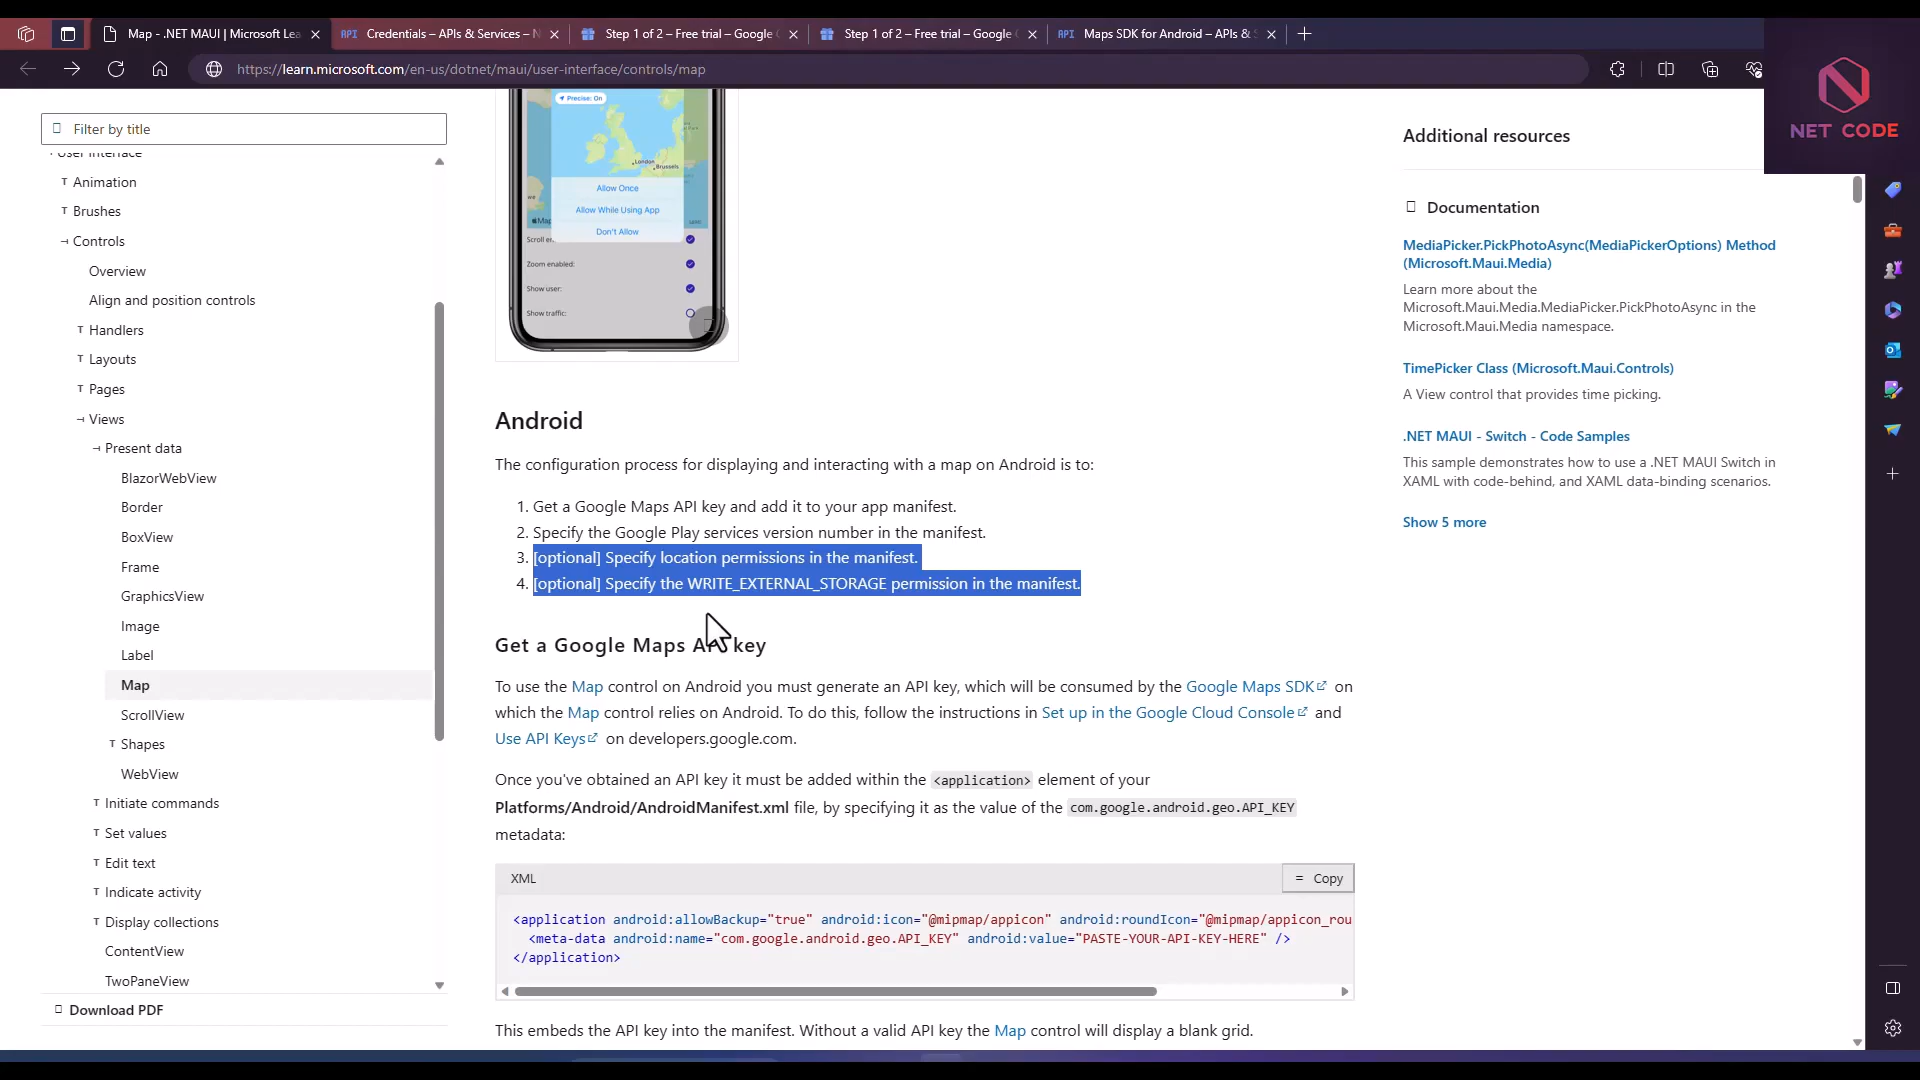 Map - .NET MAUI | Microsoft Lea
API Credentials – APIs & Services – N
Step 1 of 2 – Free trial – Google C
Step 1 of 2 – Free trial – Google C
API Maps SDK for Android – APIs & S
https://learn.microsoft.com/en-us/dotnet/maui/user-interface/controls/map
NET CODE
Filter by title
User interface
Animation
Brushes
Controls
Overview
Align and position controls
Handlers
Layouts
Pages
Views
Present data
BlazorWebView
Border
BoxView
Frame
GraphicsView
Image
Label
Map
ScrollView
Shapes
WebView
Initiate commands
Set values
Edit text
Indicate activity
Display collections
ContentView
TwoPaneView
Download PDF
Precise: On
London
Brussels
Allow Once
Allow While Using App
Don't Allow
Scroll en
Zoom enabled:
Show user:
Show traffic:
Android
The configuration process for displaying and interacting with a map on Android is to:
1. Get a Google Maps API key and add it to your app manifest.
2. Specify the Google Play services version number in the manifest.
3. [optional] Specify location permissions in the manifest.
4. [optional] Specify the WRITE_EXTERNAL_STORAGE permission in the manifest.
Get a Google Maps API key
To use the Map control on Android you must generate an API key, which will be consumed by the Google Maps SDK on
which the Map control relies on Android. To do this, follow the instructions in Set up in the Google Cloud Console and
Use API Keys on developers.google.com.
Once you've obtained an API key it must be added within the <application> element of your
Platforms/Android/AndroidManifest.xml file, by specifying it as the value of the com.google.android.geo.API_KEY
metadata:
XML
Copy
<application android:allowBackup="true" android:icon="@mipmap/appicon" android:roundIcon="@mipmap/appicon_rou
<meta-data android:name="com.google.android.geo.API_KEY" android:value="PASTE-YOUR-API-KEY-HERE" />
</application>
This embeds the API key into the manifest. Without a valid API key the Map control will display a blank grid.
Additional resources
Documentation
MediaPicker.PickPhotoAsync(MediaPickerOptions) Method
(Microsoft.Maui.Media)
Learn more about the
Microsoft.Maui.Media.MediaPicker.PickPhotoAsync in the
Microsoft.Maui.Media namespace.
TimePicker Class (Microsoft.Maui.Controls)
A View control that provides time picking.
.NET MAUI - Switch - Code Samples
This sample demonstrates how to use a .NET MAUI Switch in
XAML with code-behind, and XAML data-binding scenarios.
Show 5 more